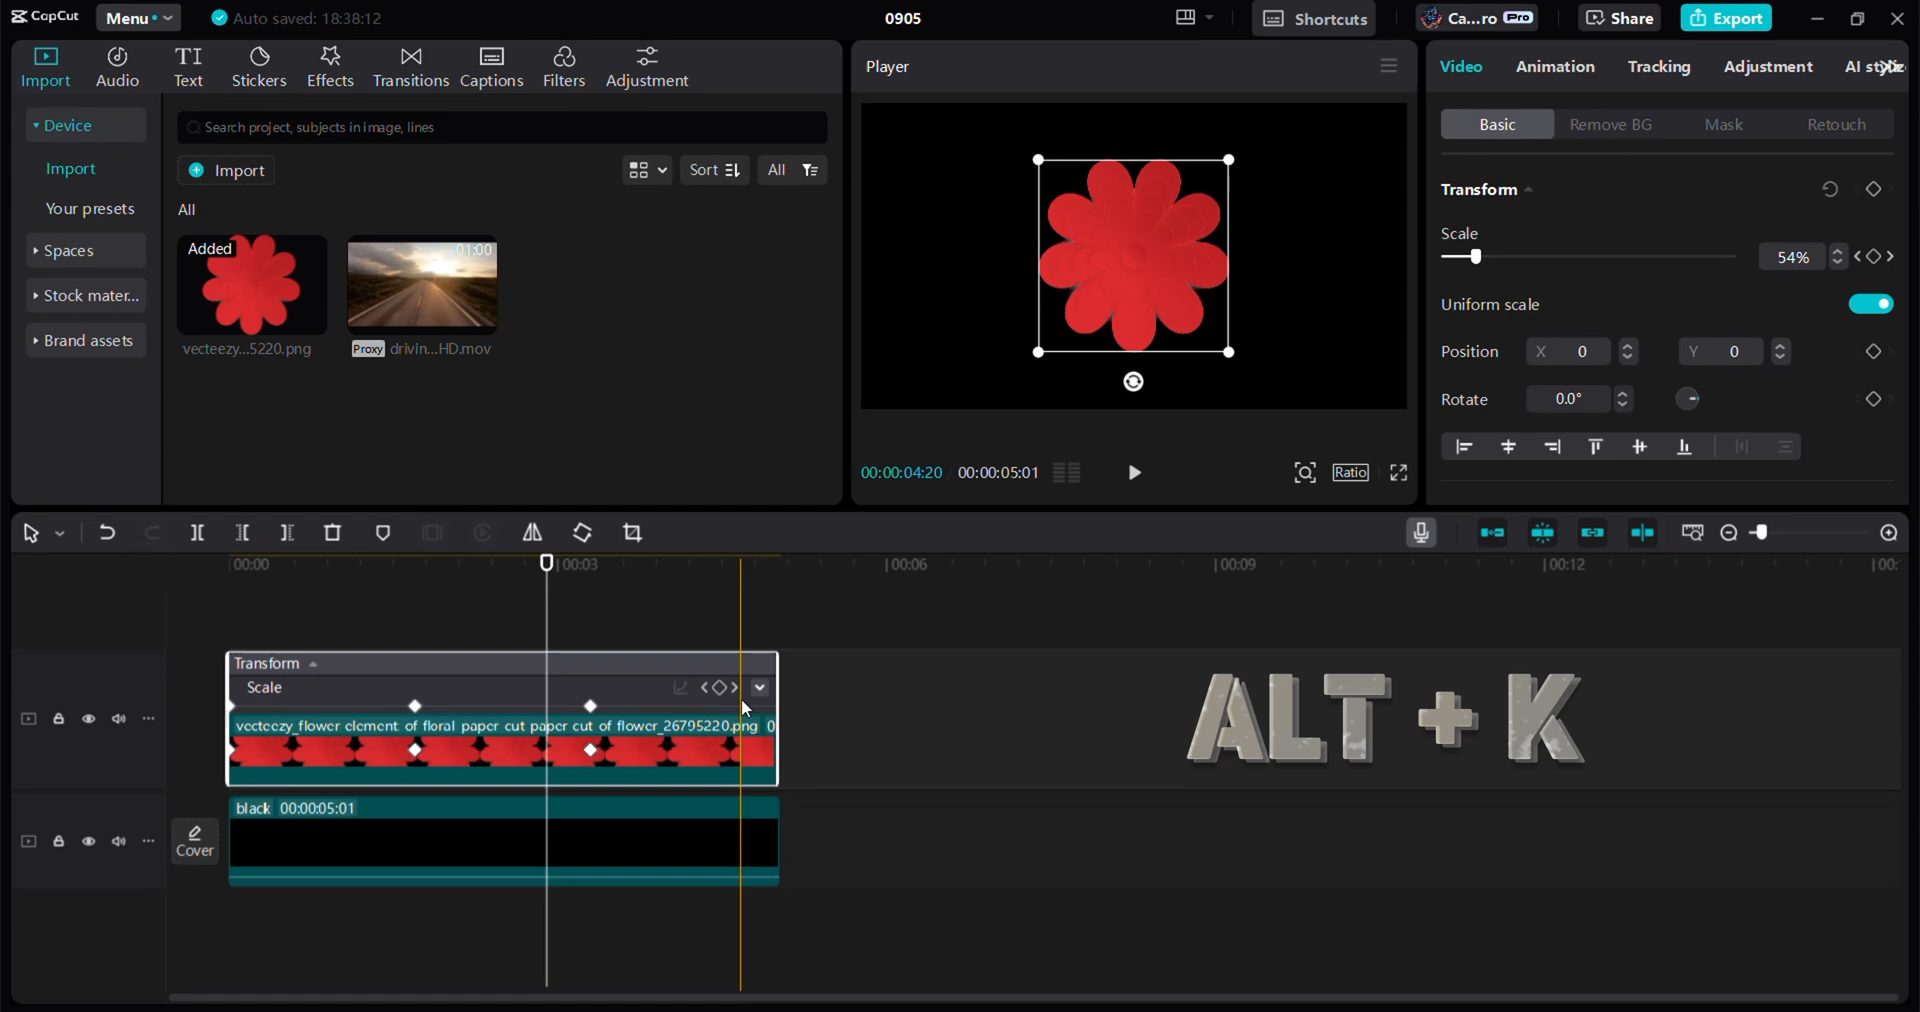 CapCut Menu Auto saved: 18:38:12 0905 Shortcuts Ca...ro Pro Share Export
Import Audio Text Stickers Effects Transitions Captions Filters Adjustment
Device
Import
Your presets
Spaces
Stock mater...
Brand assets
Search project, subjects in image, lines
Import Sort All
All
Added 01:00
vecteezy...5220.png Proxy drivin...HD.mov
Player
00:00:04:20 00:00:05:01 Ratio
Video Animation Tracking Adjustment
Basic Remove BG Mask Retouch
Transform
Scale
54%
Uniform scale
Position X 0 Y 0
Rotate 0.0°
00:00 00:03 00:06 00:09 00:12 00:
Transform
Scale
vecteezy_flower element of floral paper cut paper cut of flower_26795220.png 0
ALT + K
Cover
black 00:00:05:01